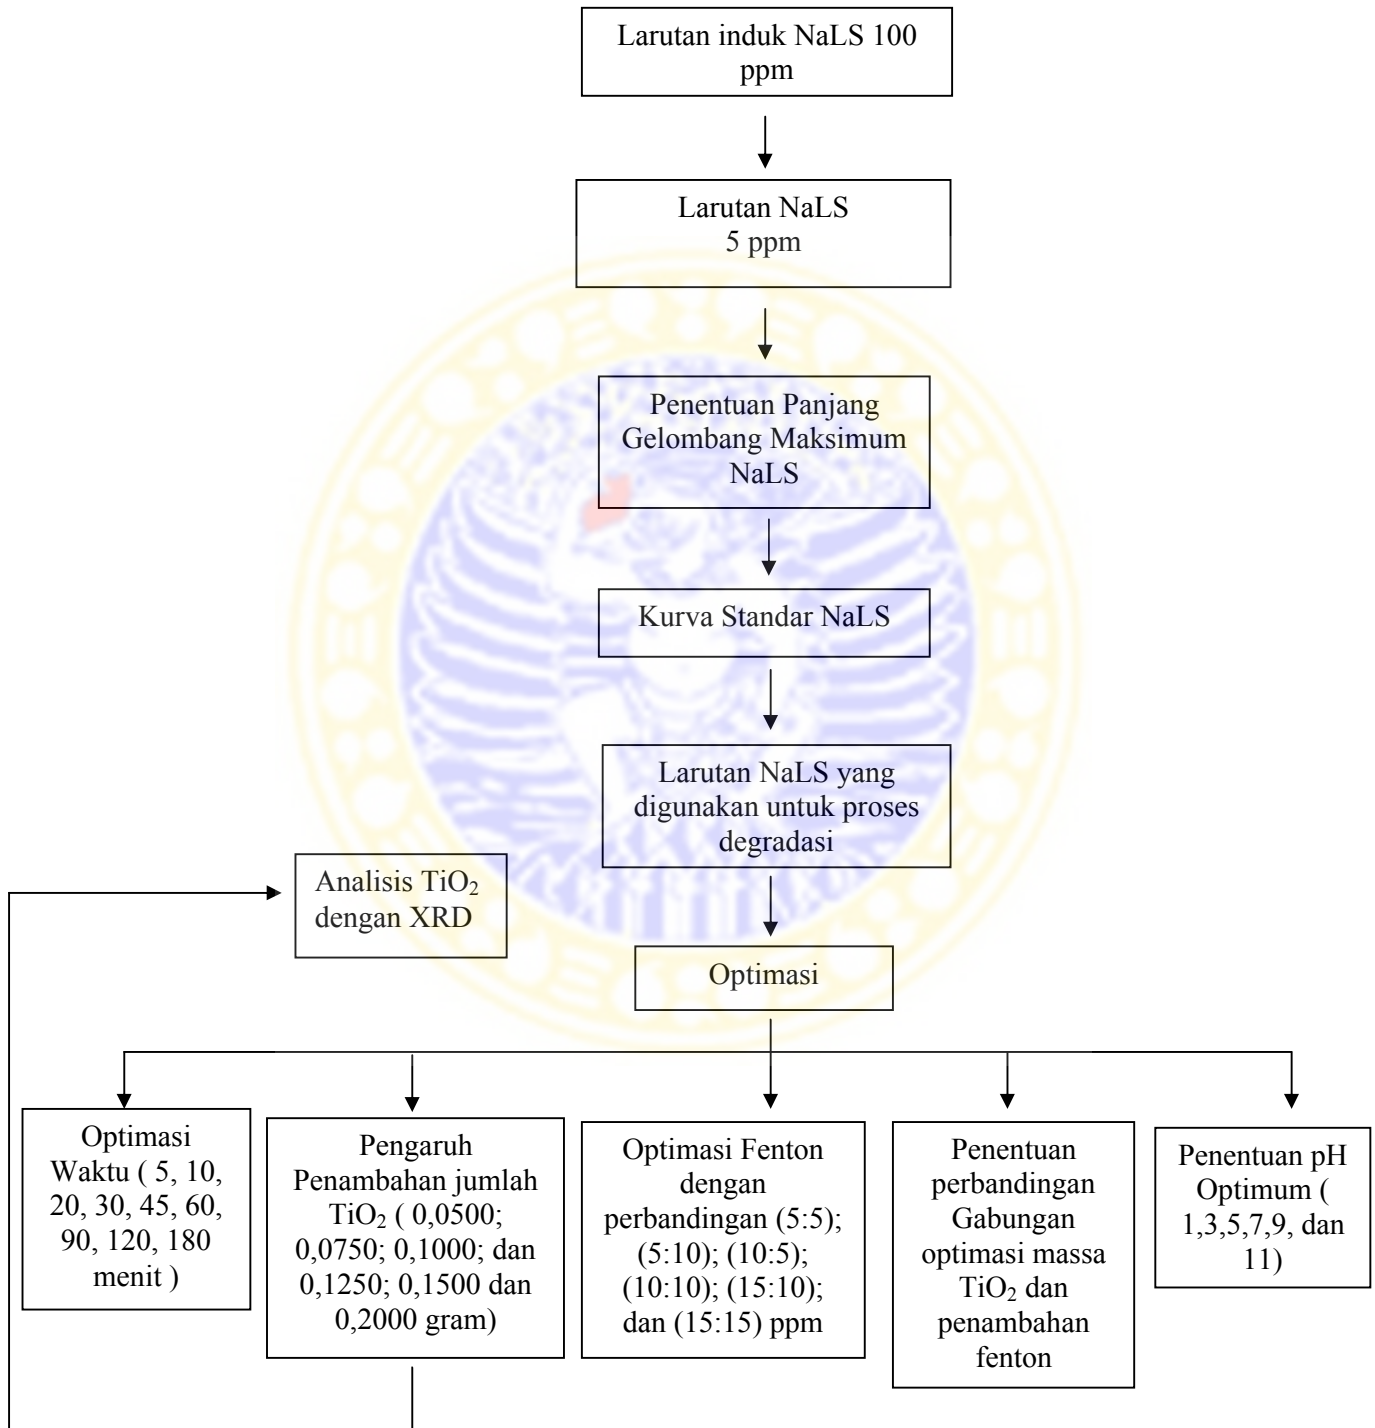 Larutan induk NaLS 100
ppm
Larutan NaLS
5 ppm
Penentuan Panjang
Gelombang Maksimum
NaLS
Kurva Standar NaLS
Larutan NaLS yang
digunakan untuk proses
degradasi
Analisis TiO₂
dengan XRD
Optimasi
Optimasi
Waktu ( 5, 10,
20, 30, 45, 60,
90, 120, 180
menit )
Pengaruh
Penambahan jumlah
TiO₂ ( 0,0500;
0,0750; 0,1000; dan
0,1250; 0,1500 dan
0,2000 gram)
Optimasi Fenton
dengan
perbandingan (5:5);
(5:10); (10:5);
(10:10); (15:10);
dan (15:15) ppm
Penentuan
perbandingan
Gabungan
optimasi massa
TiO₂ dan
penambahan
fenton
Penentuan pH
Optimum (
1,3,5,7,9, dan
11)